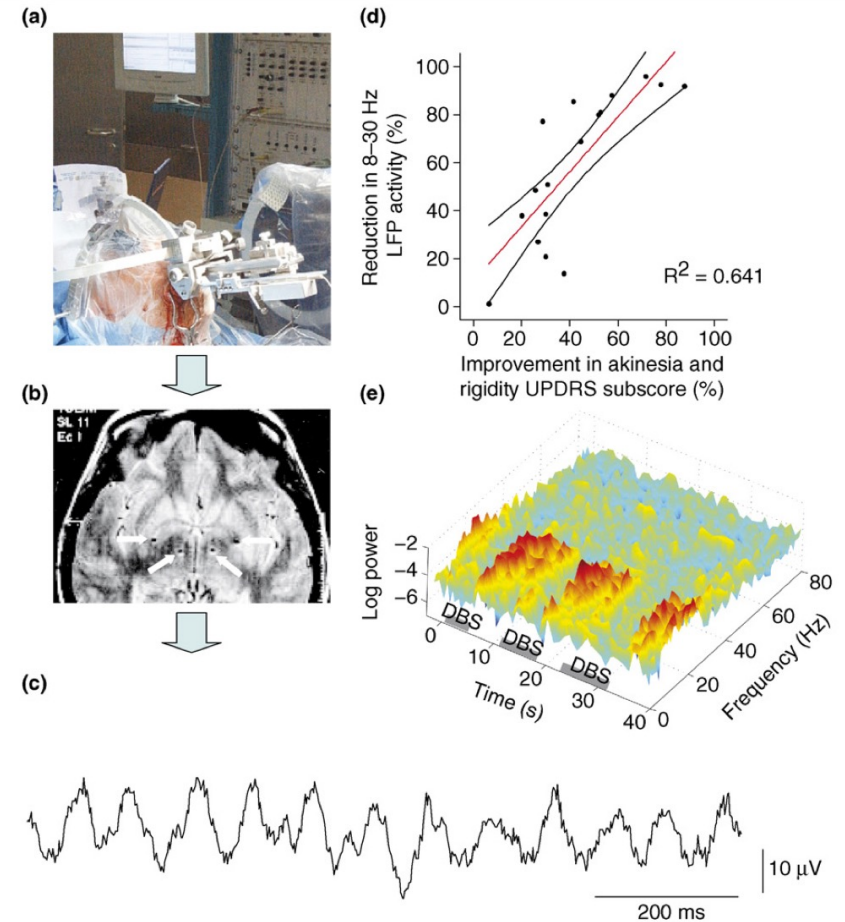 (a)
(b)
TOE/M
SL 11
Ec I
(c)
(d)
100
80
60
40
20
0
Reduction in 8–30 Hz
LFP activity (%)
R² = 0.641
0 20 40 60 80 100
Improvement in akinesia and
rigidity UPDRS subscore (%)
(e)
Log power
−2
−4
−6
DBS
DBS
DBS
0
10
20
30
40
Time (s)
0
20
40
60
80
Frequency (Hz)
10 μV
200 ms